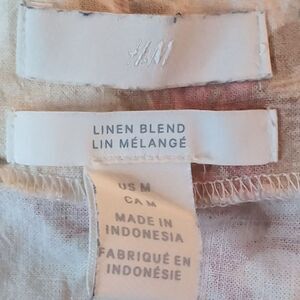 H&M
LINEN BLEND
LIN MÉLANGÉ
US M
CA M
MADE IN
INDONESIA
FABRIQUÉ EN
INDONÉSIE